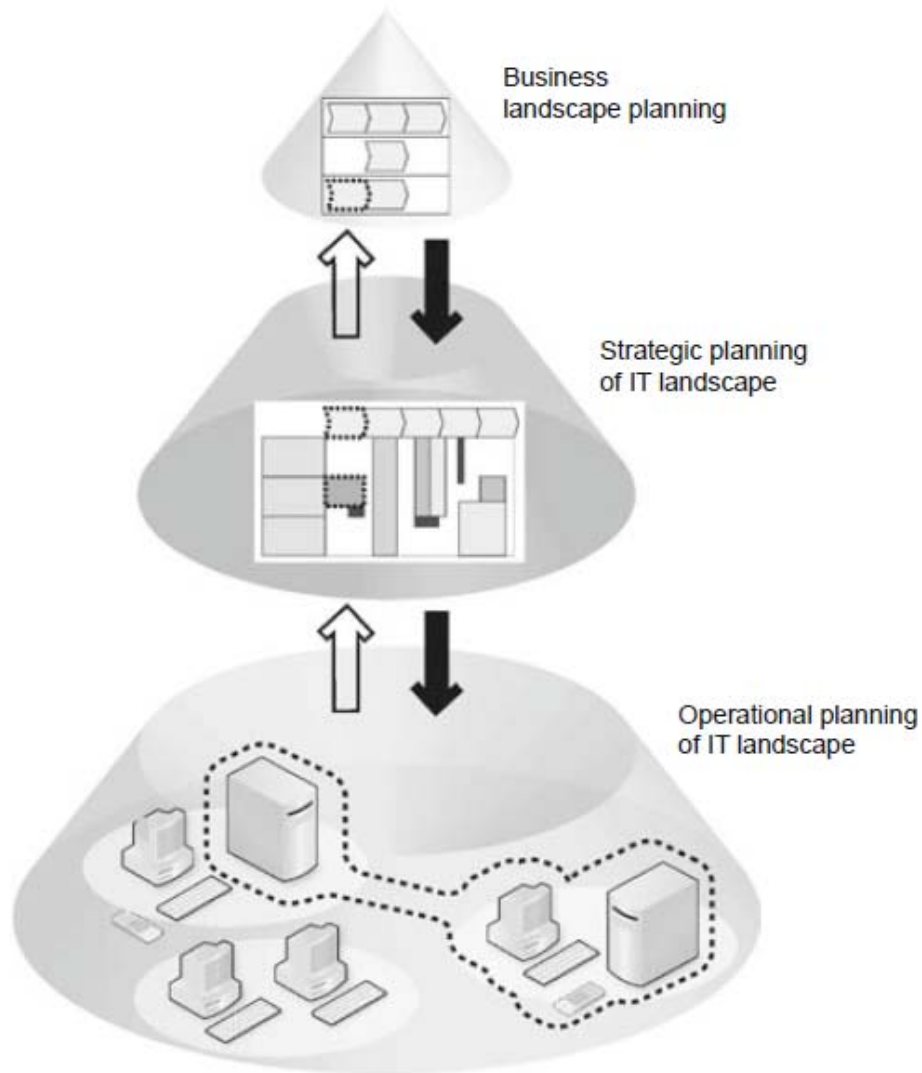 Business
landscape planning
Strategic planning
of IT landscape
Operational planning
of IT landscape